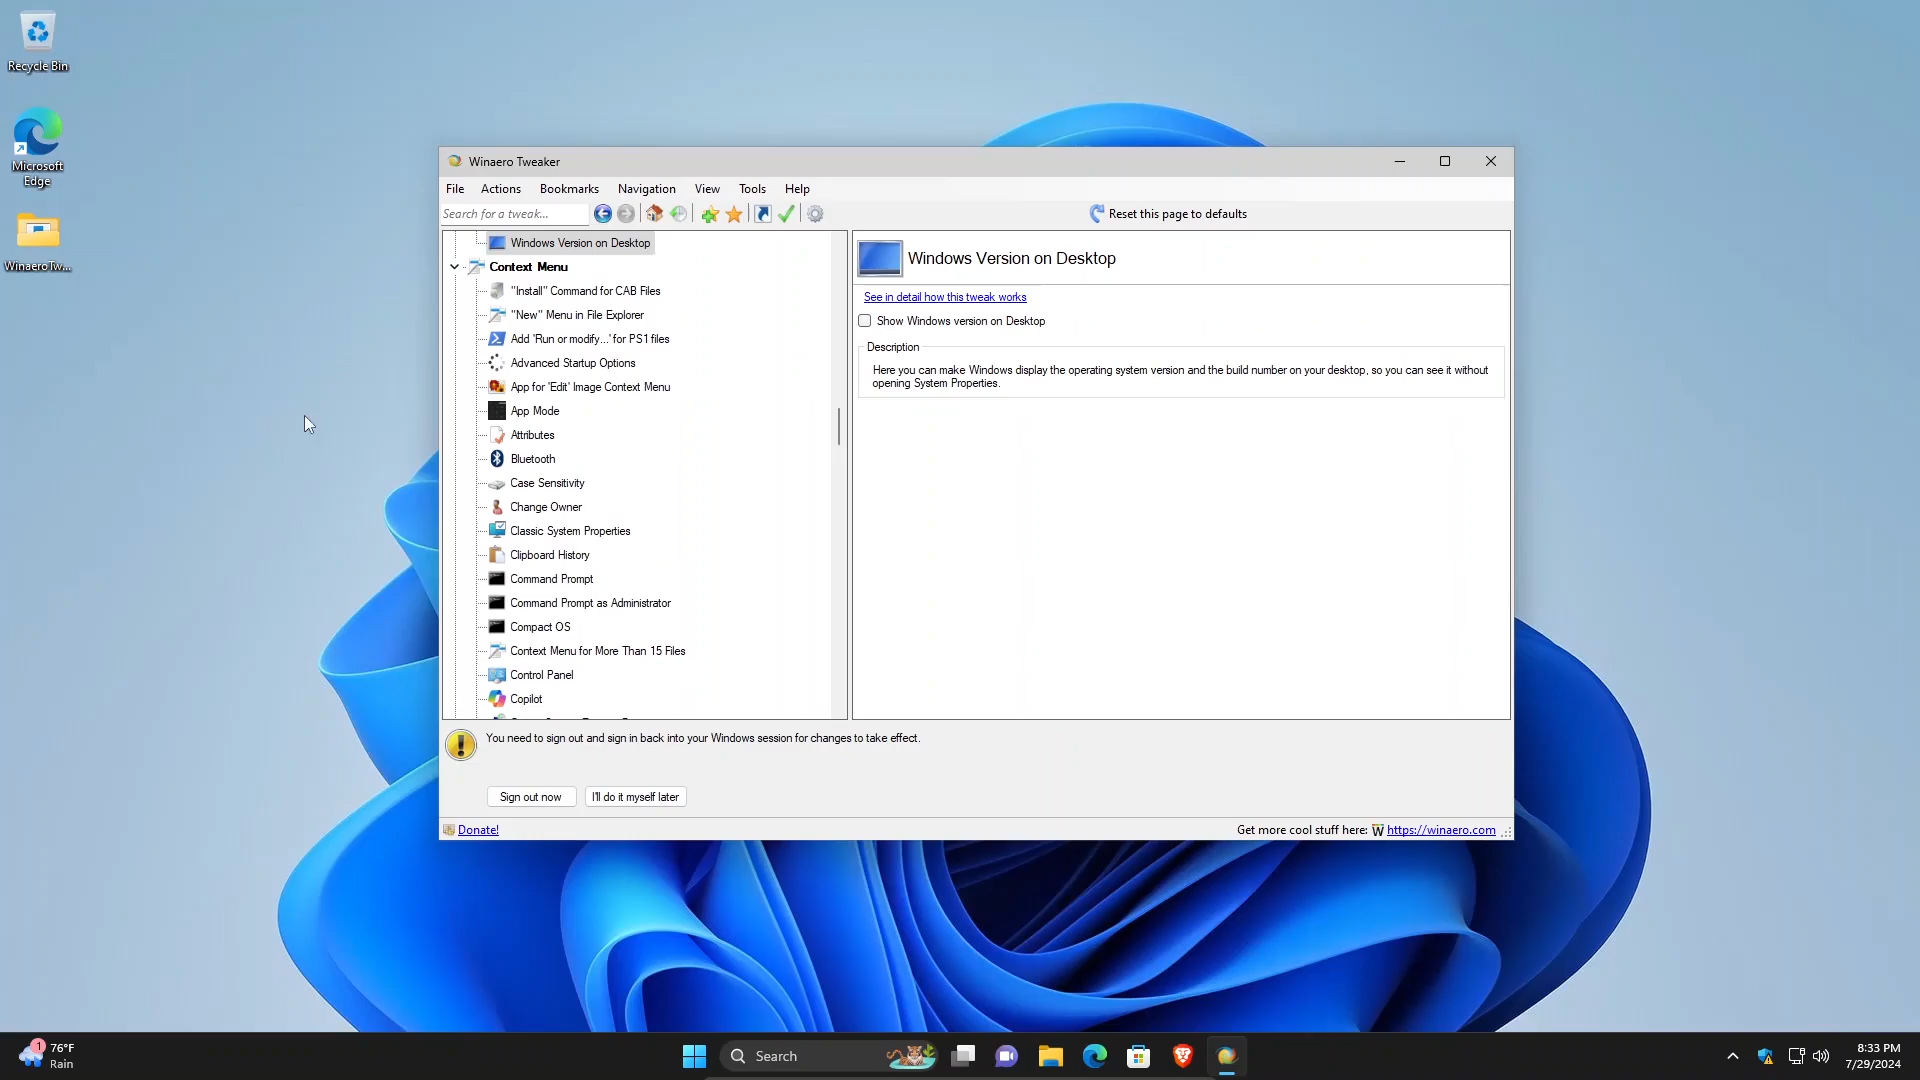 Recycle Bin
Microsoft
Edge
WinaeroTw...
Winaero Tweaker
File Actions Bookmarks Navigation View Tools Help
Search for a tweak...
Reset this page to defaults
Windows Version on Desktop
Context Menu
"Install" Command for CAB Files
"New" Menu in File Explorer
Add 'Run or modify...' for PS1 files
Advanced Startup Options
App for 'Edit' Image Context Menu
App Mode
Attributes
Bluetooth
Case Sensitivity
Change Owner
Classic System Properties
Clipboard History
Command Prompt
Command Prompt as Administrator
Compact OS
Context Menu for More Than 15 Files
Control Panel
Copilot
Windows Version on Desktop
See in detail how this tweak works
Show Windows version on Desktop
Description
Here you can make Windows display the operating system version and the build number on your desktop, so you can see it without
opening System Properties.
You need to sign out and sign in back into your Windows session for changes to take effect.
Sign out now
I'll do it myself later
Donate!
Get more cool stuff here: W https://winaero.com
1
76°F
Rain
Search
8:33 PM
7/29/2024